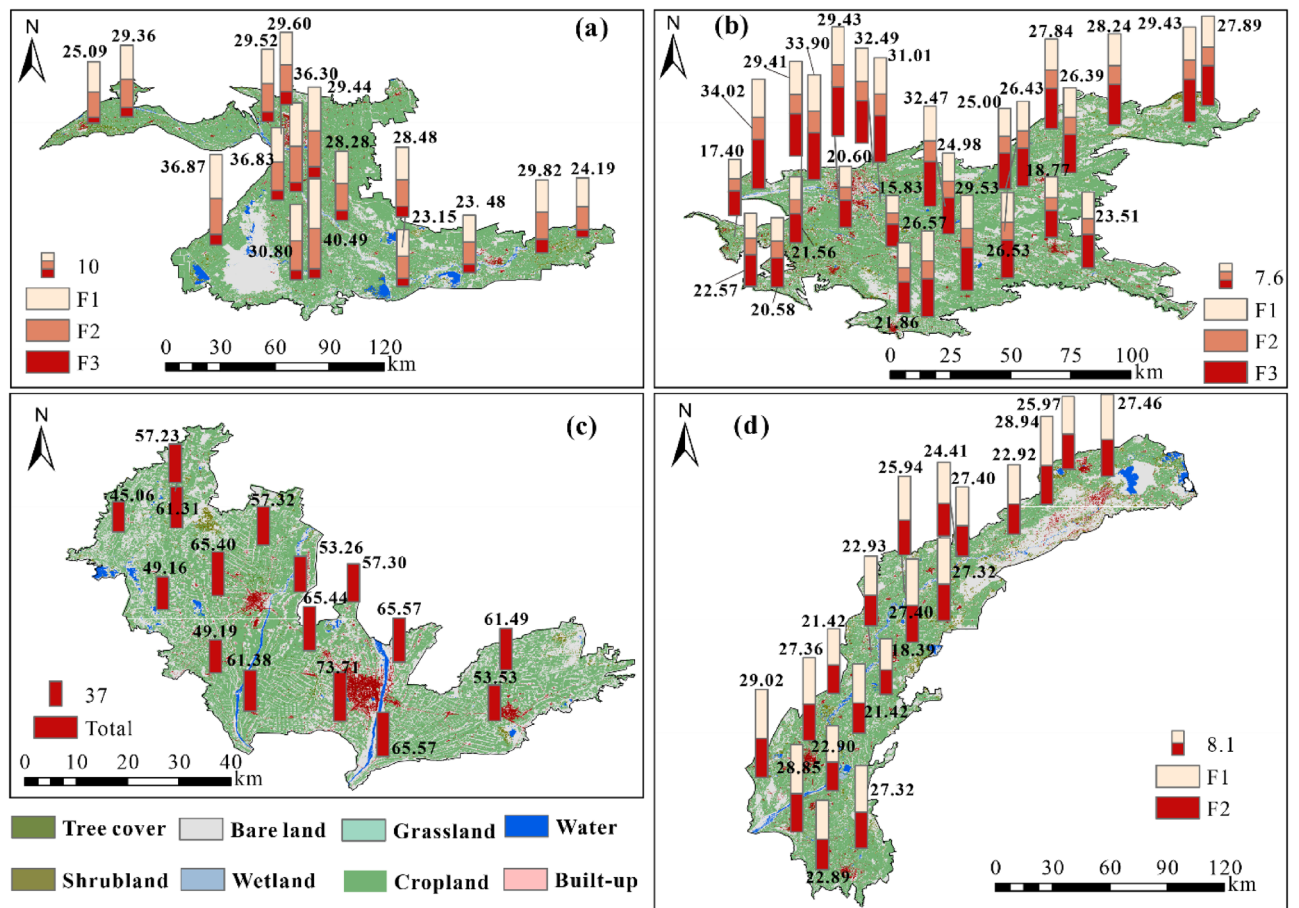 N
(a)
29.60
29.36
29.52
25.09
36.30
29.44
28.28
28.48
36.87
36.83
29.82
24.19
23. 48
23.15
30.80
40.49
10
F1
F2
F3
0 30 60 90 120
km
N
(b)
29.43
32.49
33.90
31.01
29.41
34.02
27.84
28.24
29.43
27.89
26.39
26.43
25.00
32.47
24.98
17.40
20.60
15.83
29.53
18.77
23.51
21.56
26.57
26.53
22.57
20.58
21.86
7.6
F1
F2
F3
0 25 50 75 100
km
N
(c)
57.23
45.06
61.31
57.32
65.40
53.26
57.30
49.16
65.44
65.57
61.49
49.19
61.38
73.71
53.53
65.57
37
Total
0 10 20 30 40
km
N
(d)
25.97
27.46
28.94
24.41
25.94
27.40
22.92
22.93
27.32
27.40
21.42
18.39
27.36
29.02
21.42
22.90
28.85
27.32
22.89
8.1
F1
F2
0 30 60 90 120
km
Tree cover
Bare land
Grassland
Water
Shrubland
Wetland
Cropland
Built-up